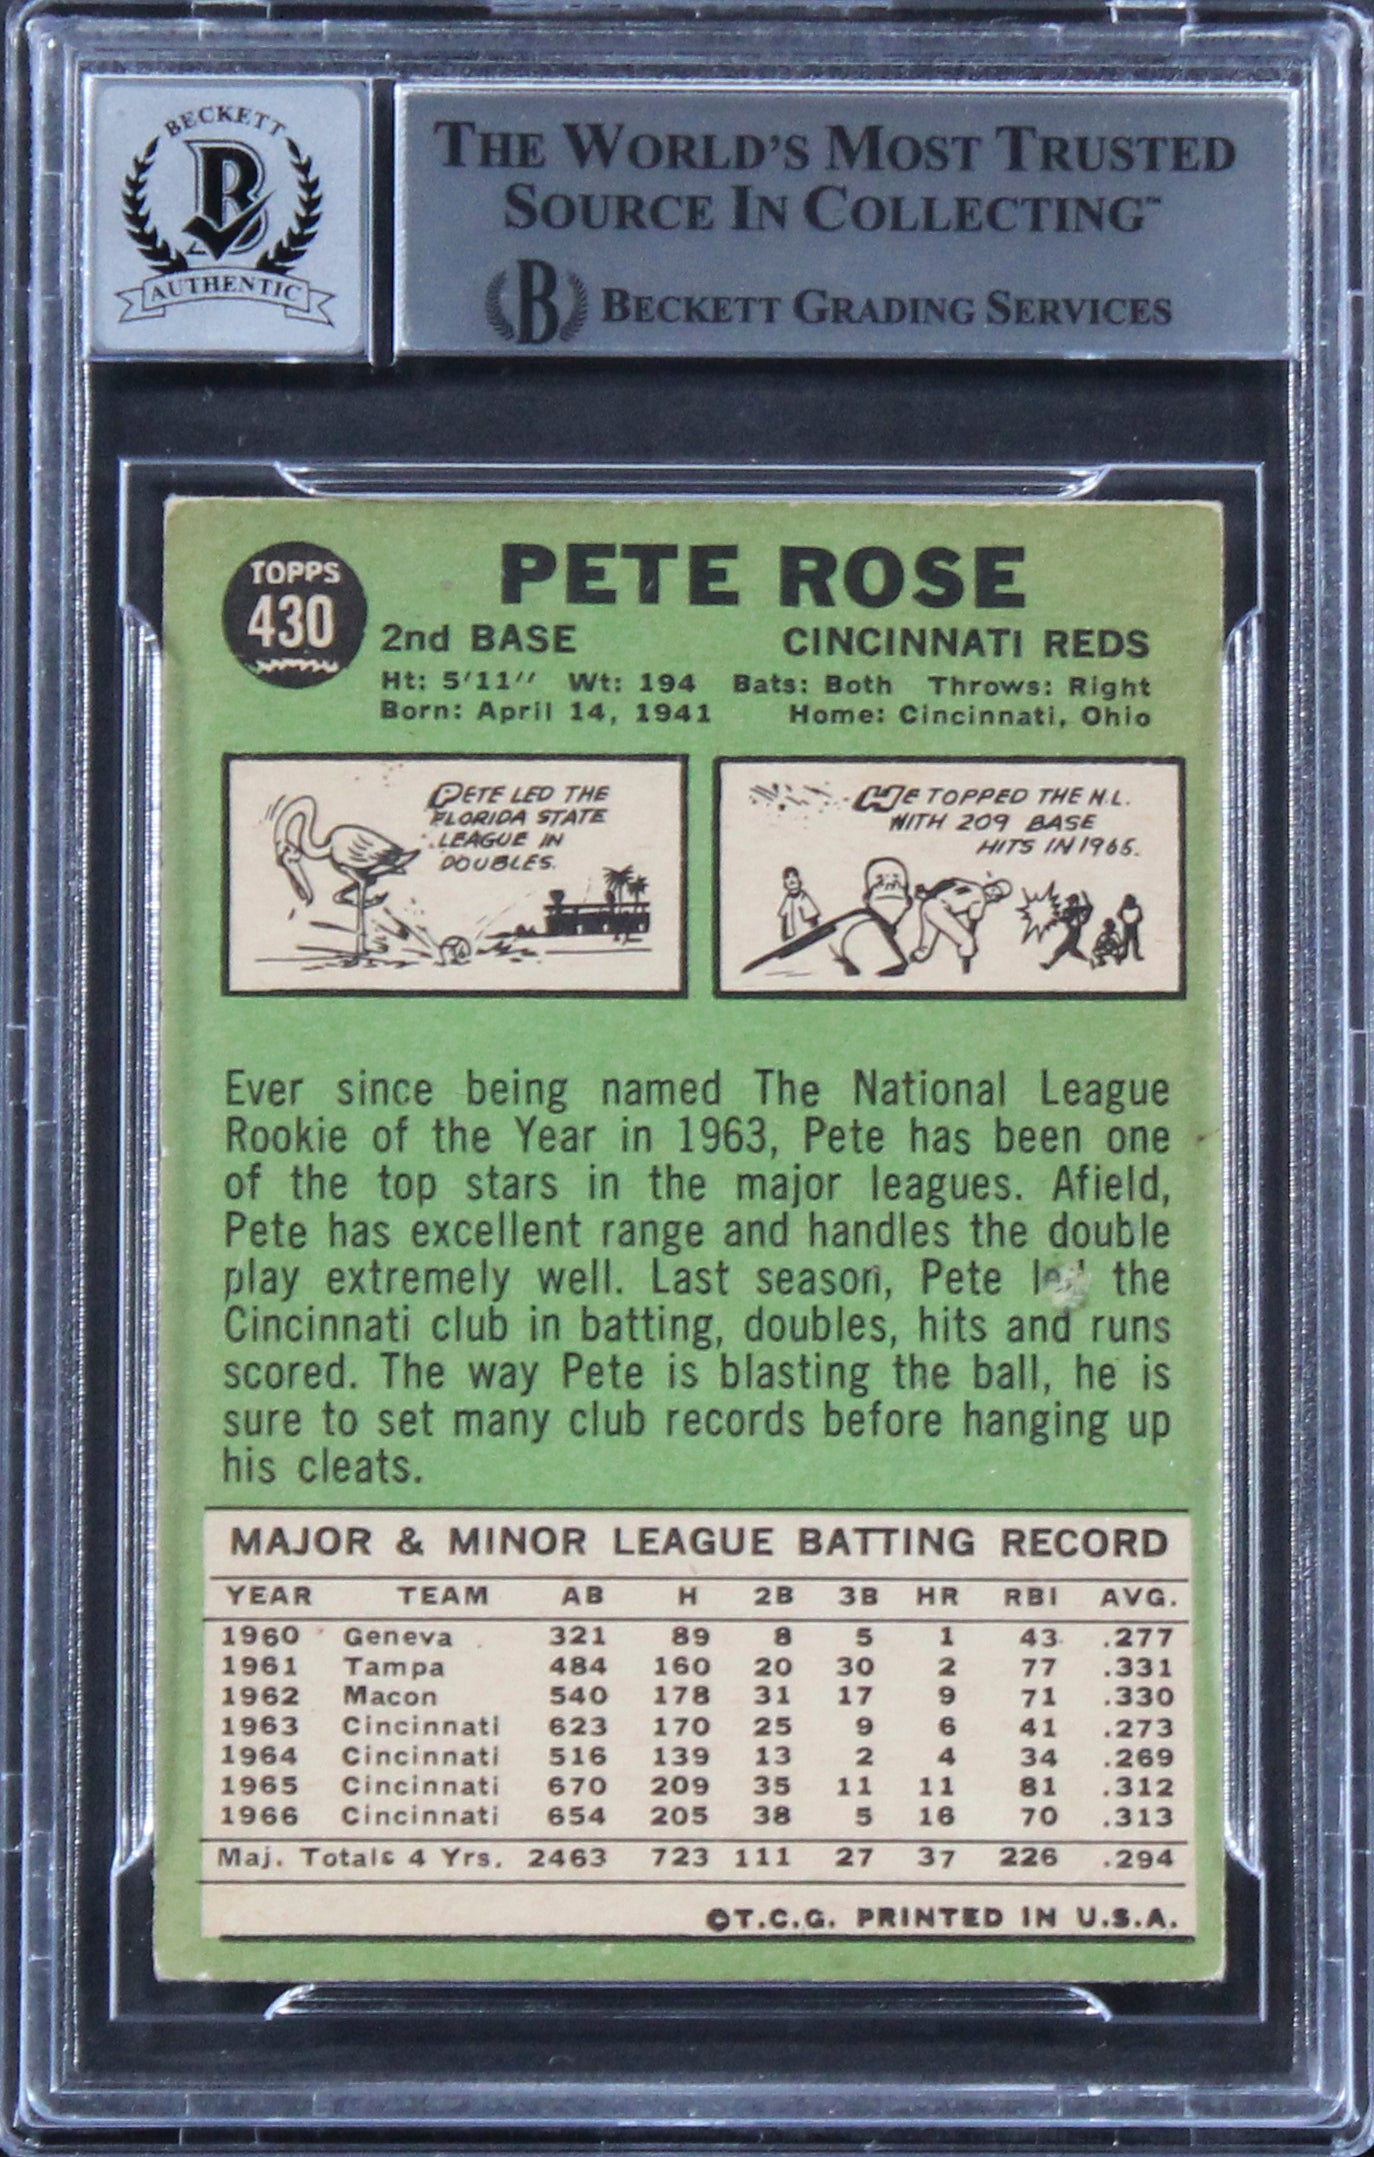 BECKETT
AUTHENTIC
THE WORLD'S MOST TRUSTED
SOURCE IN COLLECTING™
B BECKETT GRADING SERVICES
TOPPS
430
PETE ROSE
2nd BASE CINCINNATI REDS
Ht: 5'11" Wt: 194 Bats: Both Throws: Right
Born: April 14, 1941 Home: Cincinnati, Ohio
PETE LED THE
FLORIDA STATE
LEAGUE IN
DOUBLES.
HE TOPPED THE N.L.
WITH 209 BASE
HITS IN 1965.
Ever since being named The National League
Rookie of the Year in 1963, Pete has been one
of the top stars in the major leagues. Afield,
Pete has excellent range and handles the double
play extremely well. Last season, Pete led the
Cincinnati club in batting, doubles, hits and runs
scored. The way Pete is blasting the ball, he is
sure to set many club records before hanging up
his cleats.
MAJOR & MINOR LEAGUE BATTING RECORD
YEAR TEAM AB H 2B 3B HR RBI AVG.
1960 Geneva 321 89 8 5 1 43 .277
1961 Tampa 484 160 20 30 2 77 .331
1962 Macon 540 178 31 17 9 71 .330
1963 Cincinnati 623 170 25 9 6 41 .273
1964 Cincinnati 516 139 13 2 4 34 .269
1965 Cincinnati 670 209 35 11 11 81 .312
1966 Cincinnati 654 205 38 5 16 70 .313
Maj. Totals 4 Yrs. 2463 723 111 27 37 226 .294
©T.C.G. PRINTED IN U.S.A.